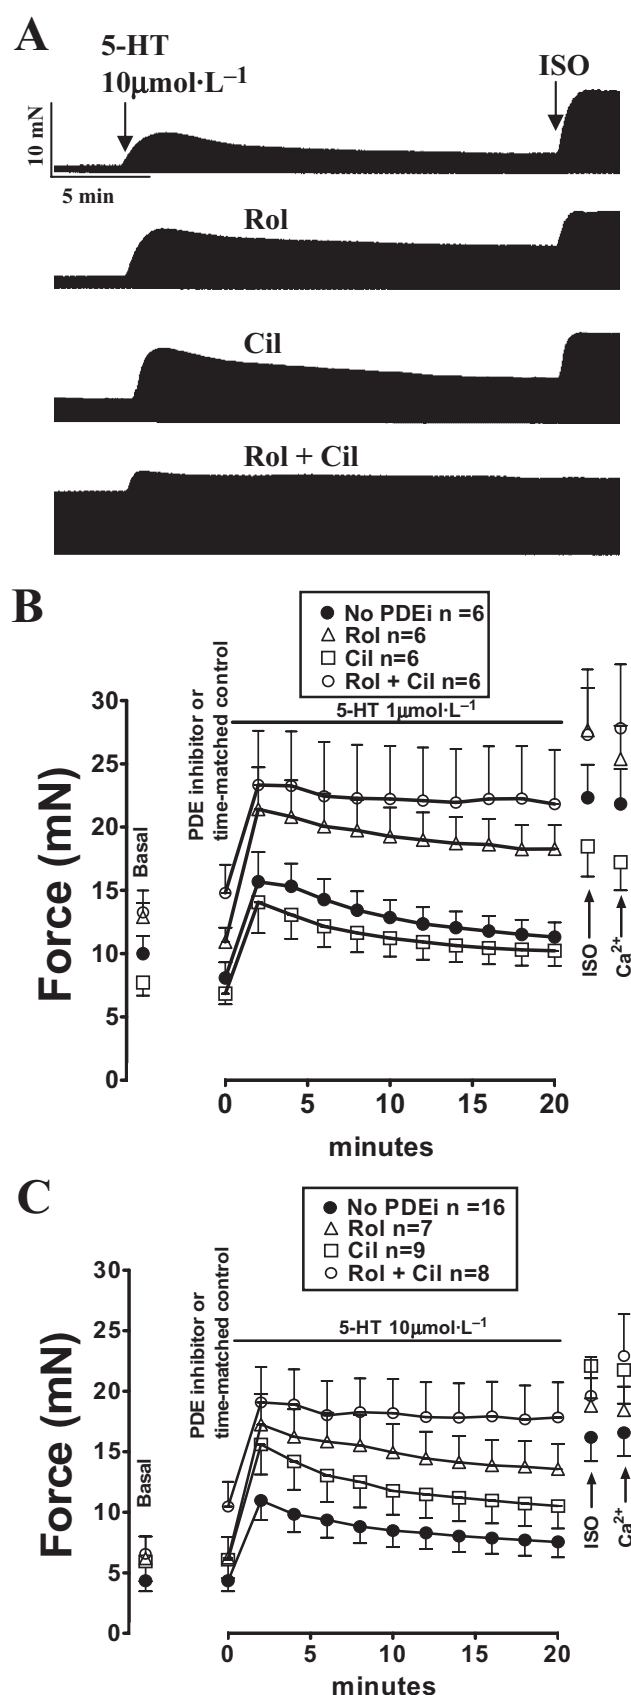 A
5-HT
10μmol·L⁻¹
ISO
10 mN
5 min
Rol
Cil
Rol + Cil
B
No PDEi n =6
Rol n=6
Cil n=6
Rol + Cil n=6
5-HT 1μmol·L⁻¹
PDE inhibitor or
time-matched control
Basal
Force (mN)
30
25
20
15
10
5
0
ISO
Ca²⁺
0 5 10 15 20
minutes
C
No PDEi n =16
Rol n=7
Cil n=9
Rol + Cil n=8
5-HT 10μmol·L⁻¹
PDE inhibitor or
time-matched control
Basal
Force (mN)
30
25
20
15
10
5
0
ISO
Ca²⁺
0 5 10 15 20
minutes